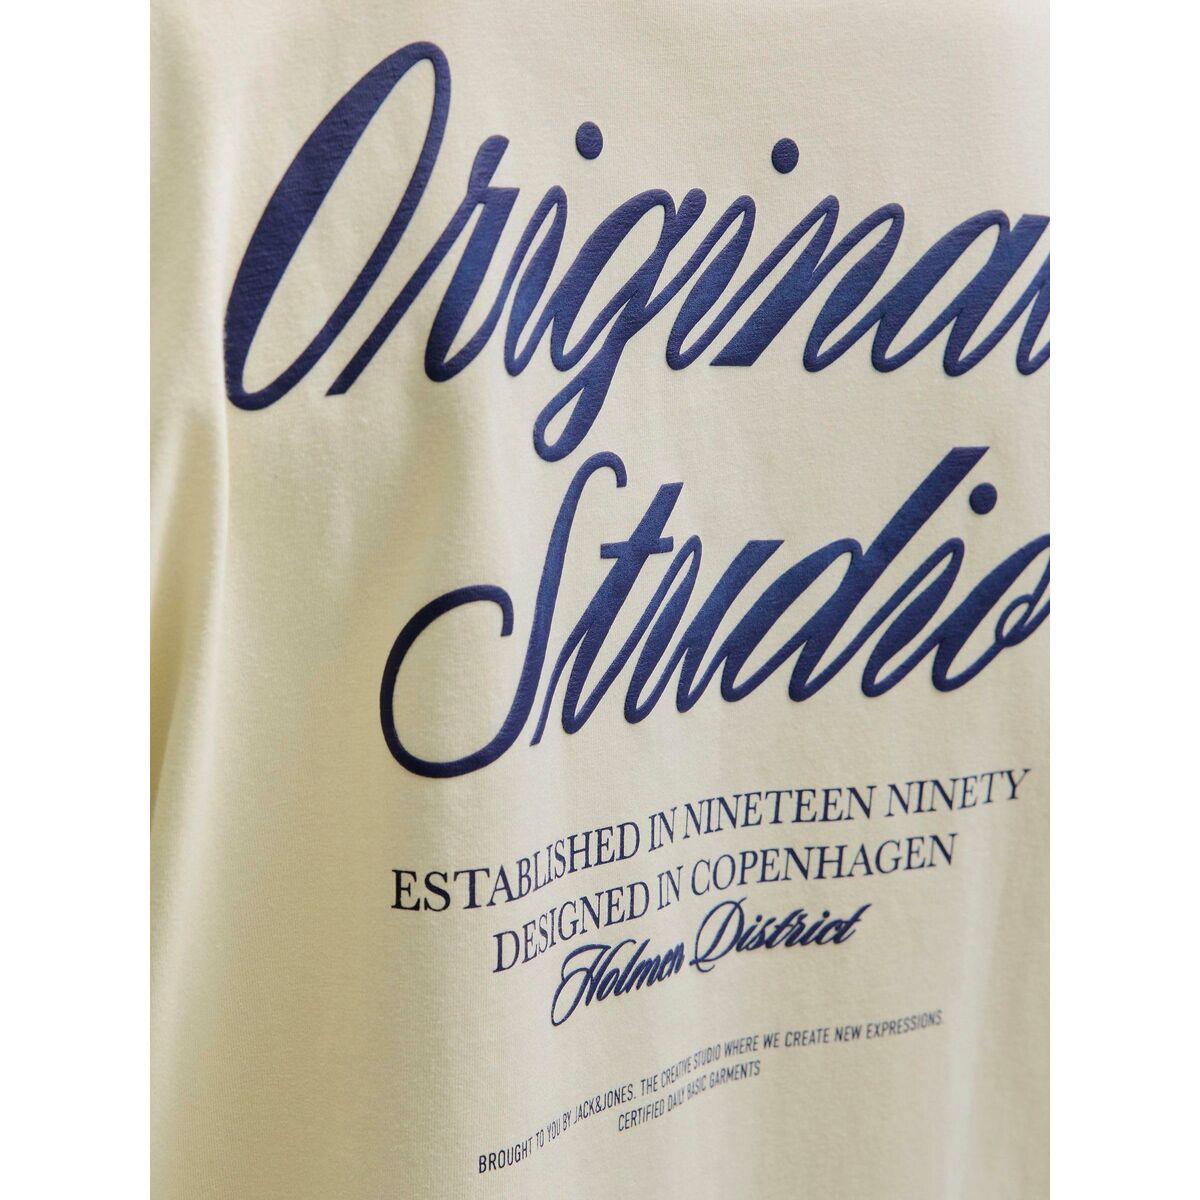 Original
Studio
ESTABLISHED IN NINETEEN NINETY
DESIGNED IN COPENHAGEN
Holmen District
BROUGHT TO YOU BY JACK&JONES. THE CREATIVE STUDIO WHERE WE CREATE NEW EXPRESSIONS.
CERTIFIED DAILY BASIC GARMENTS